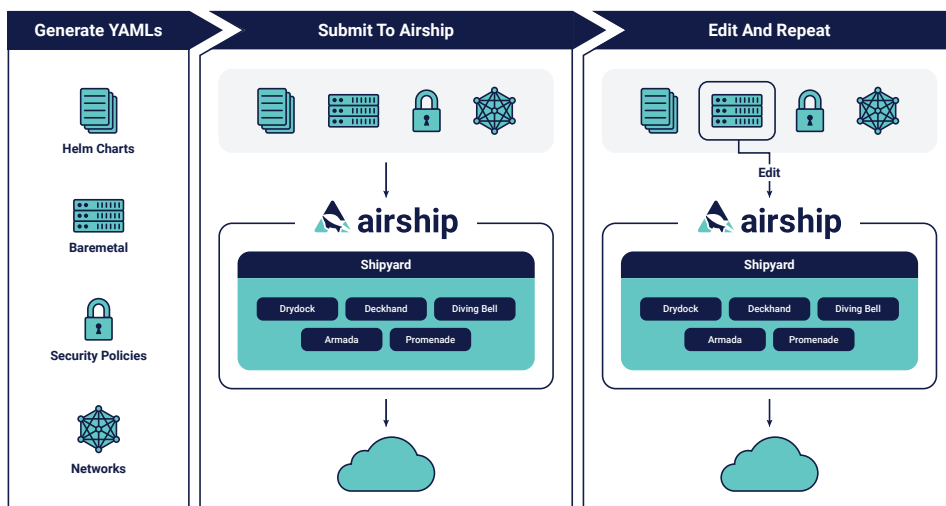 Generate YAMLs
Submit To Airship
Edit And Repeat
Helm Charts
Baremetal
Security Policies
Networks
airship
Shipyard
Drydock
Deckhand
Diving Bell
Armada
Promenade
Edit
airship
Shipyard
Drydock
Deckhand
Diving Bell
Armada
Promenade